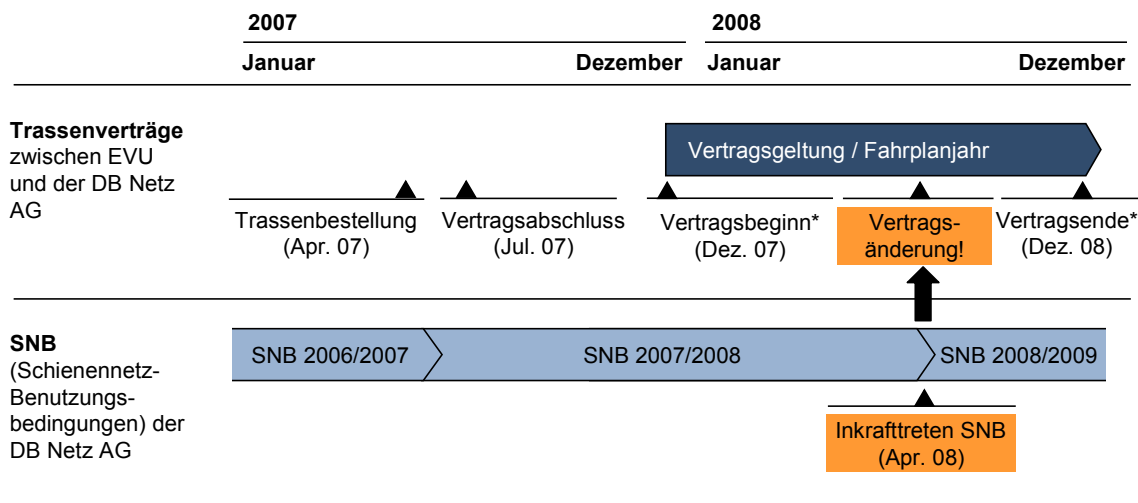 2007
2008
Januar
Dezember
Januar
Dezember
Trassenverträge
zwischen EVU
und der DB Netz
AG
Vertragsgeltung / Fahrplanjahr
Trassenbestellung
(Apr. 07)
Vertragsabschluss
(Jul. 07)
Vertragsbeginn*
(Dez. 07)
Vertrags-
änderung!
Vertragsende*
(Dez. 08)
SNB
(Schienennetz-
Benutzungs-
bedingungen) der
DB Netz AG
SNB 2006/2007
SNB 2007/2008
SNB 2008/2009
Inkrafttreten SNB
(Apr. 08)